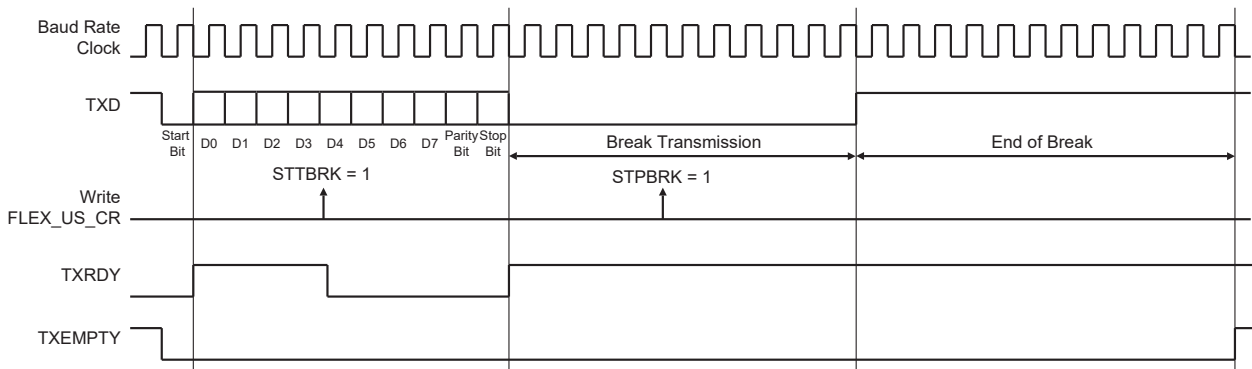 Baud Rate
Clock
TXD
Start
Bit
D0 D1 D2 D3 D4 D5 D6 D7
Parity
Bit
Stop
Bit
Break Transmission
End of Break
STTBRK = 1
STPBRK = 1
Write
FLEX_US_CR
TXRDY
TXEMPTY